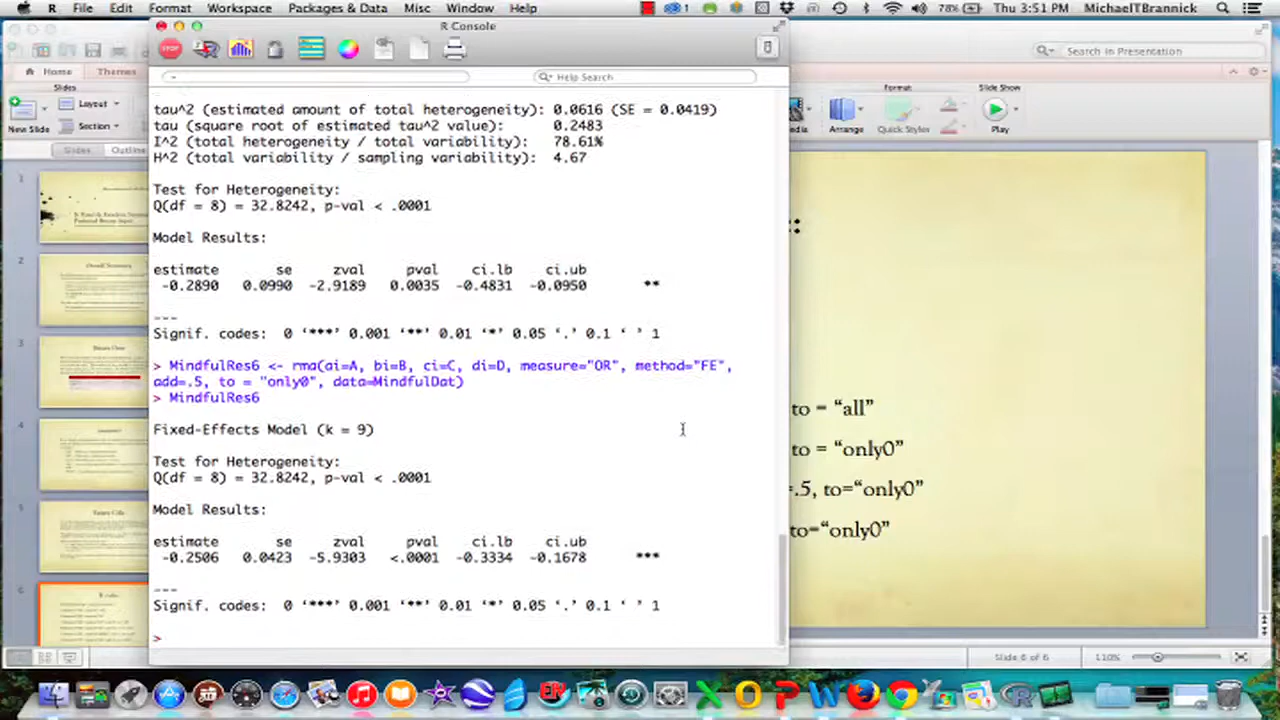 R File Edit Format Workspace Packages & Data Misc Window Help 1 78% Thu 3:51 PM MichaelTBrannick
R Console
Search in Presentation
Home Themes
Help Search
Slides Format Slide Show
New Slide Layout Section Arrange Quick Styles Play
Slides Outline
tau^2 (estimated amount of total heterogeneity): 0.0616 (SE = 0.0419)
tau (square root of estimated tau^2 value): 0.2483
I^2 (total heterogeneity / total variability): 78.61%
H^2 (total variability / sampling variability): 4.67
Test for Heterogeneity:
Q(df = 8) = 32.8242, p-val < .0001
Model Results:
estimate se zval pval ci.lb ci.ub
-0.2890 0.0990 -2.9189 0.0035 -0.4831 -0.0950 **
---
Signif. codes: 0 ‘***’ 0.001 ‘**’ 0.01 ‘*’ 0.05 ‘.’ 0.1 ‘ ’ 1
> MindfulRes6 <- rma(ai=A, bi=B, ci=C, di=D, measure="OR", method="FE",
add=.5, to = "only0", data=MindfulDat)
> MindfulRes6
Fixed-Effects Model (k = 9)
Test for Heterogeneity:
Q(df = 8) = 32.8242, p-val < .0001
Model Results:
estimate se zval pval ci.lb ci.ub
-0.2506 0.0423 -5.9303 <.0001 -0.3334 -0.1678 ***
---
Signif. codes: 0 ‘***’ 0.001 ‘**’ 0.01 ‘*’ 0.05 ‘.’ 0.1 ‘ ’ 1
>
to = “all”
to = “only0”
=.5, to=“only0”
to=“only0”
1
2
3
4
5
6
Slide 6 of 6 110%